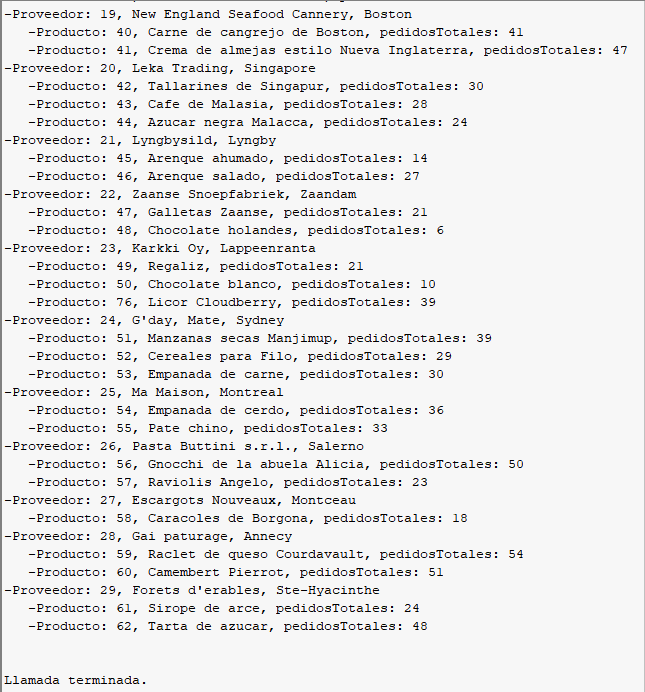 -Proveedor: 19, New England Seafood Cannery, Boston
-Producto: 40, Carne de cangrejo de Boston, pedidosTotales: 41
-Producto: 41, Crema de almejas estilo Nueva Inglaterra, pedidosTotales: 47
-Proveedor: 20, Leka Trading, Singapore
-Producto: 42, Tallarines de Singapur, pedidosTotales: 30
-Producto: 43, Cafe de Malasia, pedidosTotales: 28
-Producto: 44, Azucar negra Malacca, pedidosTotales: 24
-Proveedor: 21, Lyngbysild, Lyngby
-Producto: 45, Arenque ahumado, pedidosTotales: 14
-Producto: 46, Arenque salado, pedidosTotales: 27
-Proveedor: 22, Zaanse Snoepfabriek, Zaandam
-Producto: 47, Galletas Zaanse, pedidosTotales: 21
-Producto: 48, Chocolate holandes, pedidosTotales: 6
-Proveedor: 23, Karkki Oy, Lappeenranta
-Producto: 49, Regaliz, pedidosTotales: 21
-Producto: 50, Chocolate blanco, pedidosTotales: 10
-Producto: 76, Licor Cloudberry, pedidosTotales: 39
-Proveedor: 24, G'day, Mate, Sydney
-Producto: 51, Manzanas secas Manjimup, pedidosTotales: 39
-Producto: 52, Cereales para Filo, pedidosTotales: 29
-Producto: 53, Empanada de carne, pedidosTotales: 30
-Proveedor: 25, Ma Maison, Montreal
-Producto: 54, Empanada de cerdo, pedidosTotales: 36
-Producto: 55, Pate chino, pedidosTotales: 33
-Proveedor: 26, Pasta Buttini s.r.l., Salerno
-Producto: 56, Gnocchi de la abuela Alicia, pedidosTotales: 50
-Producto: 57, Raviolis Angelo, pedidosTotales: 23
-Proveedor: 27, Escargots Nouveaux, Montceau
-Producto: 58, Caracoles de Borgona, pedidosTotales: 18
-Proveedor: 28, Gai paturage, Annecy
-Producto: 59, Raclet de queso Courdavault, pedidosTotales: 54
-Producto: 60, Camembert Pierrot, pedidosTotales: 51
-Proveedor: 29, Forets d'erables, Ste-Hyacinthe
-Producto: 61, Sirope de arce, pedidosTotales: 24
-Producto: 62, Tarta de azucar, pedidosTotales: 48
Llamada terminada.